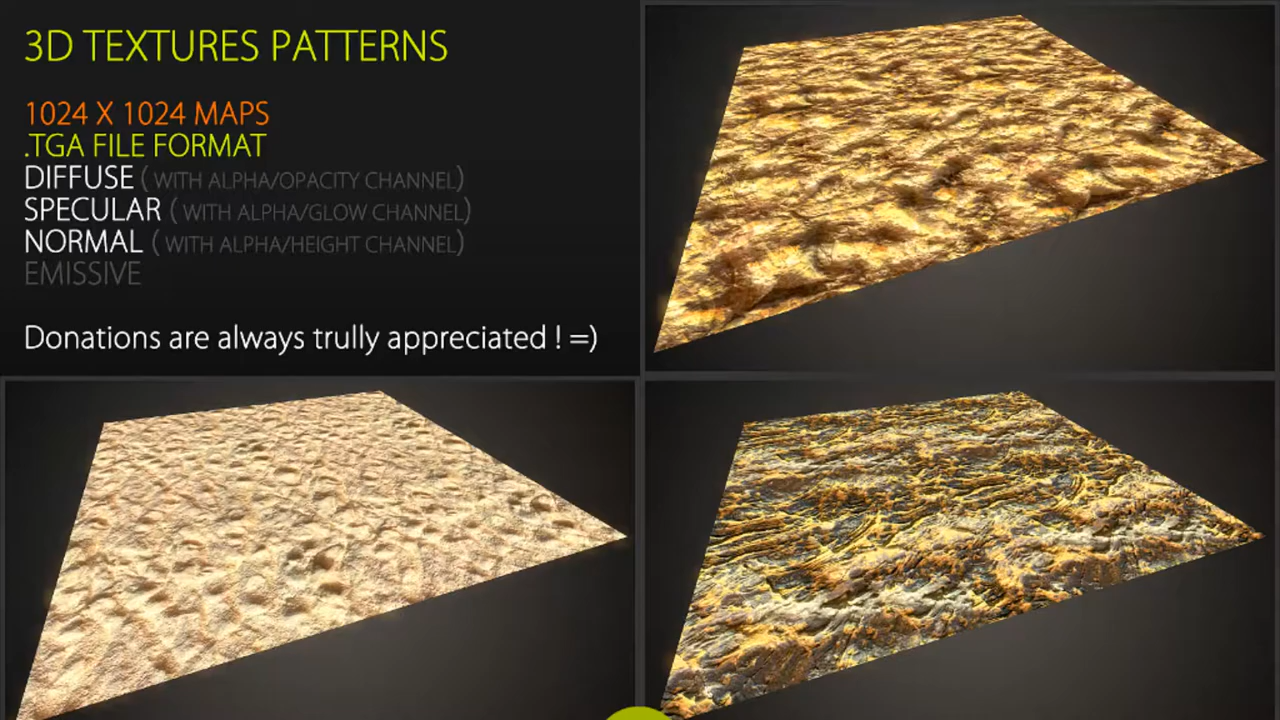 3D TEXTURES PATTERNS
1024 X 1024 MAPS
.TGA FILE FORMAT
DIFFUSE ( WITH ALPHA/OPACITY CHANNEL)
SPECULAR ( WITH ALPHA/GLOW CHANNEL)
NORMAL ( WITH ALPHA/HEIGHT CHANNEL)
EMISSIVE
Donations are always trully appreciated ! =)